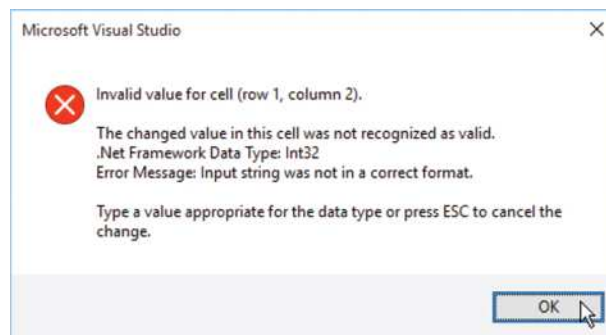 Microsoft Visual Studio
Invalid value for cell (row 1, column 2).
The changed value in this cell was not recognized as valid.
.Net Framework Data Type: Int32
Error Message: Input string was not in a correct format.
Type a value appropriate for the data type or press ESC to cancel the
change.
OK